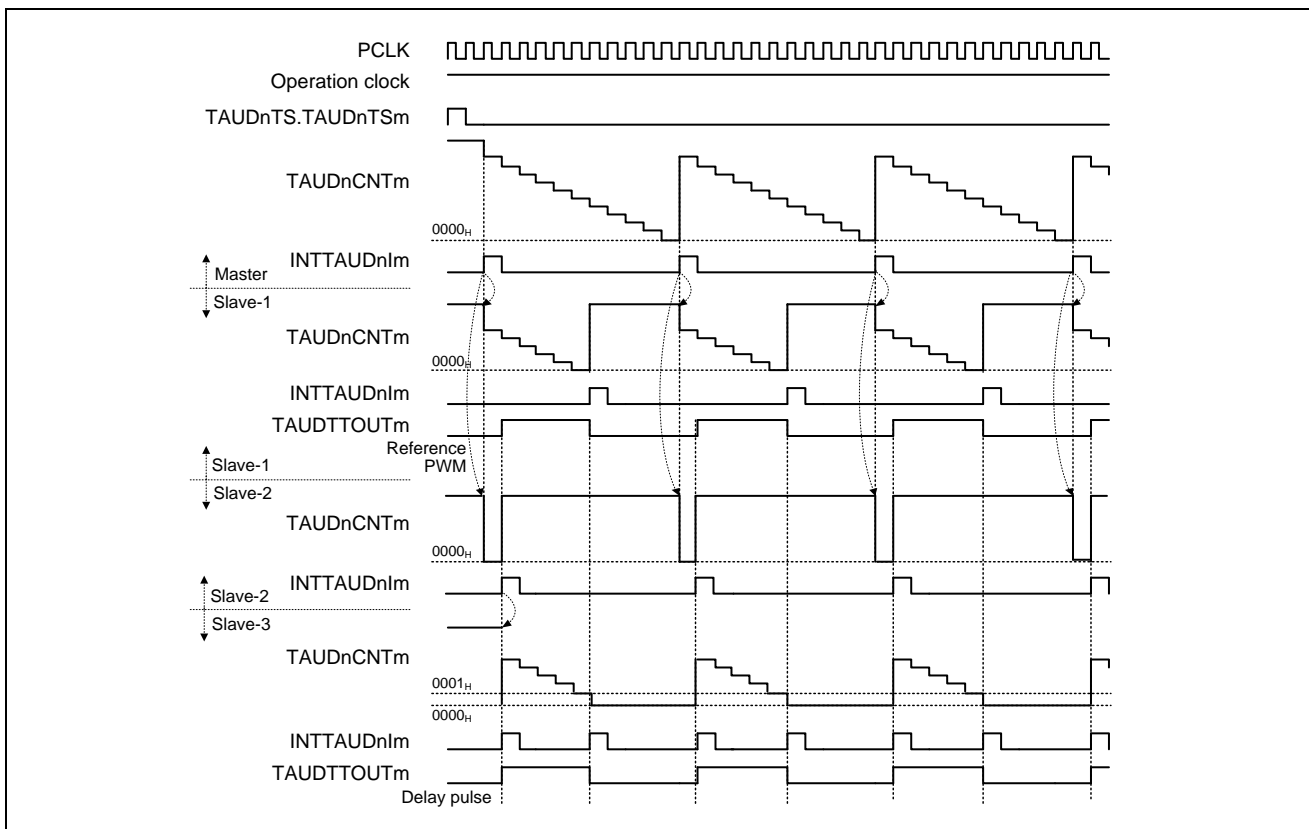 PCLK
Operation clock
TAUDnTS.TAUDnTSm
TAUDnCNTm
0000H
INTTAUDnIm
Master
Slave-1
TAUDnCNTm
0000H
INTTAUDnIm
TAUDTTOUTm
Reference
PWM
Slave-1
Slave-2
TAUDnCNTm
0000H
INTTAUDnIm
Slave-2
Slave-3
TAUDnCNTm
0001H
0000H
INTTAUDnIm
TAUDTTOUTm
Delay pulse